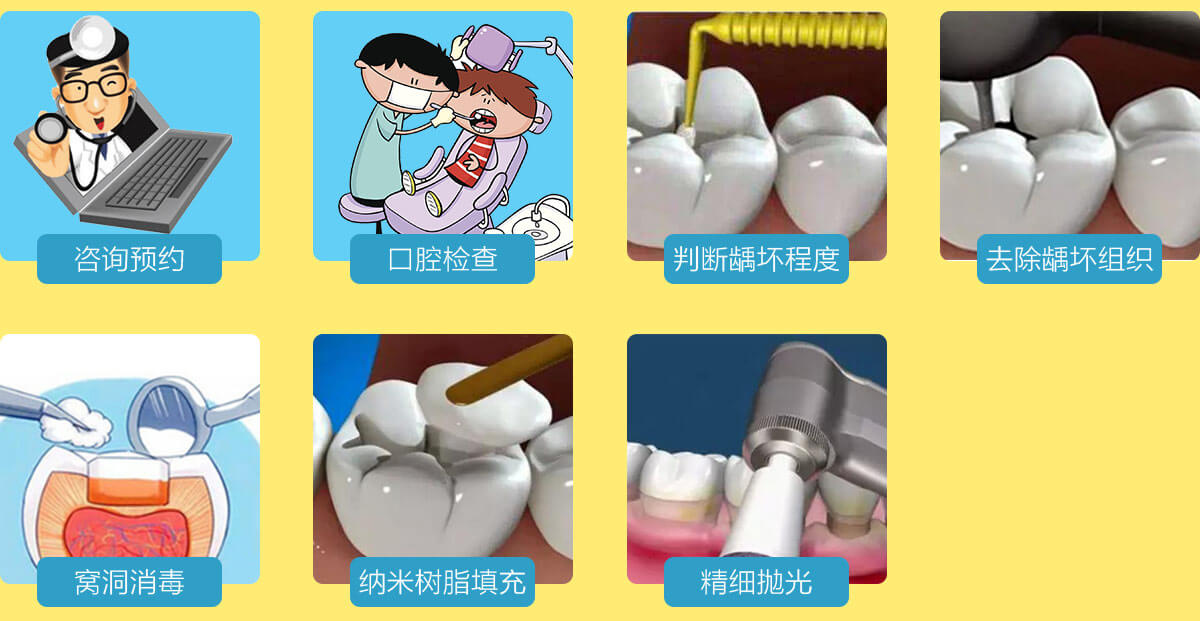 咨询预约
口腔检查
判断龋坏程度
去除龋坏组织
窝洞消毒
纳米树脂填充
精细抛光